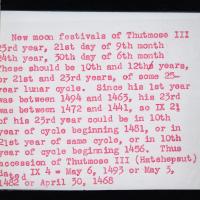 New moon festivals of Thutmose III
23rd year, 21st day of 9th month
24th year, 30th day of 6th month
These should be 10th and 12th years,
or 21st and 23rd years, of some 25-
year lunar cycle. Since his 1st year
was between 1494 and 1463, his 23rd
was between 1472 and 1441, so IX 21
of his 23rd year could be in 10th
year of cycle beginning 1481, or in
21st year of same cycle, or in 10th
year of cycle beginning 1456. Thus
accession of Thutmose III (Hatshepsut)
dated IX 4 = May 6, 1493 or May 3,
1482 or April 30, 1468